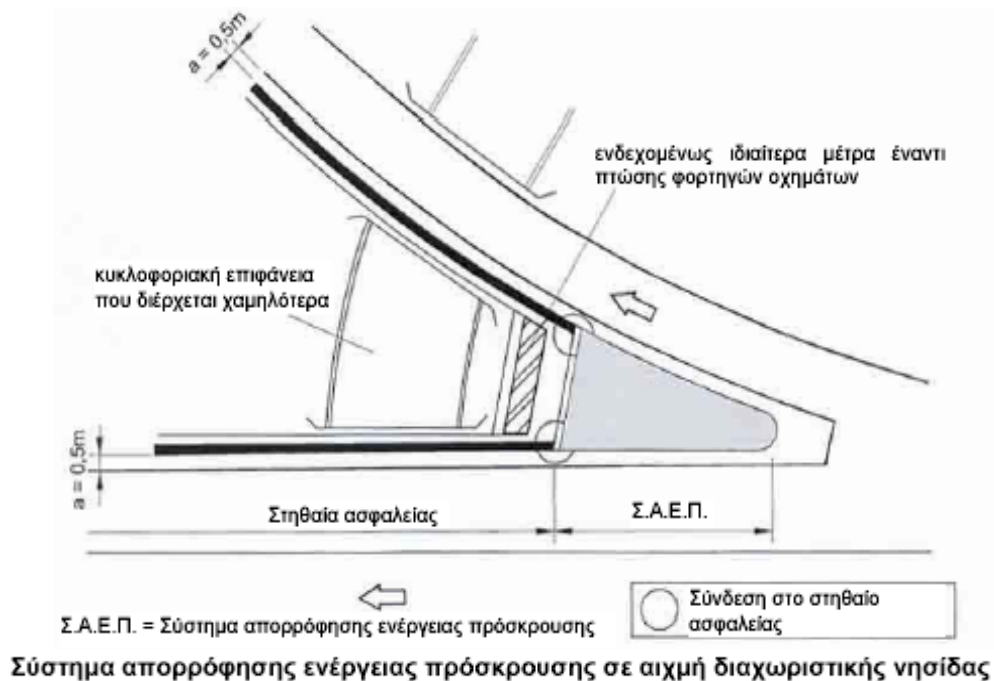 a = 0,5m
ενδεχομένως ιδιαίτερα μέτρα έναντι
πτώσης φορτηγών οχημάτων
κυκλοφοριακή επιφάνεια
που διέρχεται χαμηλότερα
a = 0,5m
Στηθαία ασφαλείας
Σ.Α.Ε.Π.
Σ.Α.Ε.Π. = Σύστημα απορρόφησης ενέργειας πρόσκρουσης
Σύνδεση στο στηθαίο
ασφαλείας
Σύστημα απορρόφησης ενέργειας πρόσκρουσης σε αιχμή διαχωριστικής νησίδας